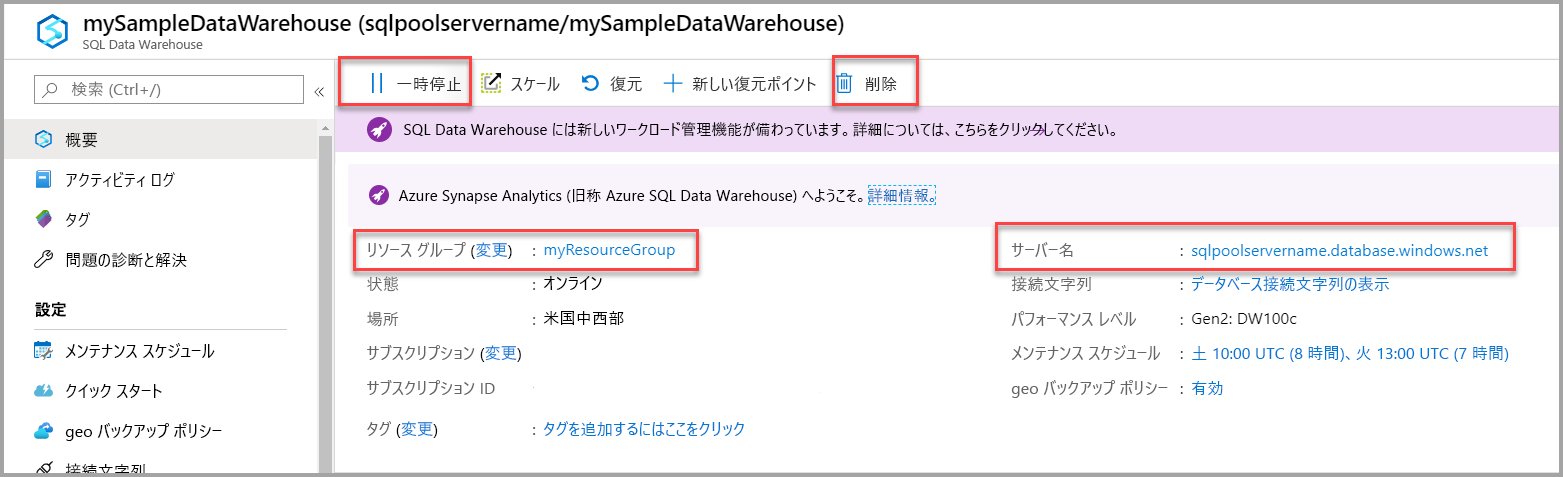 mySampleDataWarehouse (sqlpoolservername/mySampleDataWarehouse)
SQL Data Warehouse
検索 (Ctrl+/)
«
一時停止
スケール
復元
新しい復元ポイント
削除
SQL Data Warehouse には新しいワークロード管理機能が備わっています。詳細については、こちらをクリックしてください。
Azure Synapse Analytics (旧称 Azure SQL Data Warehouse) へようこそ。詳細情報。
概要
アクティビティ ログ
タグ
問題の診断と解決
設定
メンテナンス スケジュール
クイック スタート
geo バックアップ ポリシー
接続文字列
リソース グループ (変更) : myResourceGroup
状態 : オンライン
場所 : 米国中西部
サブスクリプション (変更)
サブスクリプション ID
タグ (変更) : タグを追加するにはここをクリック
サーバー名 : sqlpoolservername.database.windows.net
接続文字列 : データベース接続文字列の表示
パフォーマンス レベル : Gen2: DW100c
メンテナンス スケジュール : 土 10:00 UTC (8 時間)、火 13:00 UTC (7 時間)
geo バックアップ ポリシー : 有効